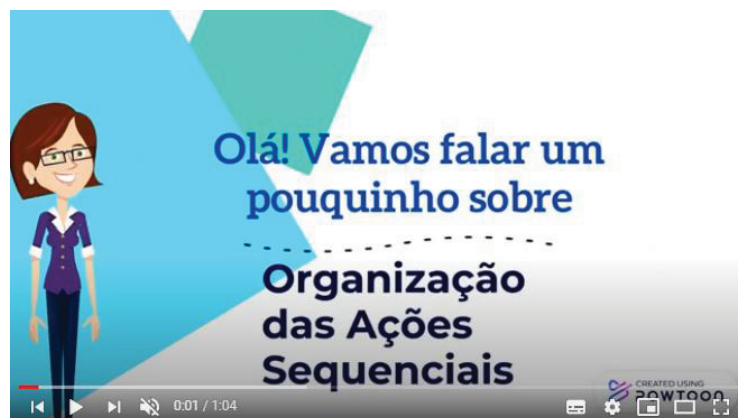 Olá! Vamos falar um
pouquinho sobre
Organização
das Ações
Sequenciais
0:01 / 1:04
CREATED USING
POWTOON